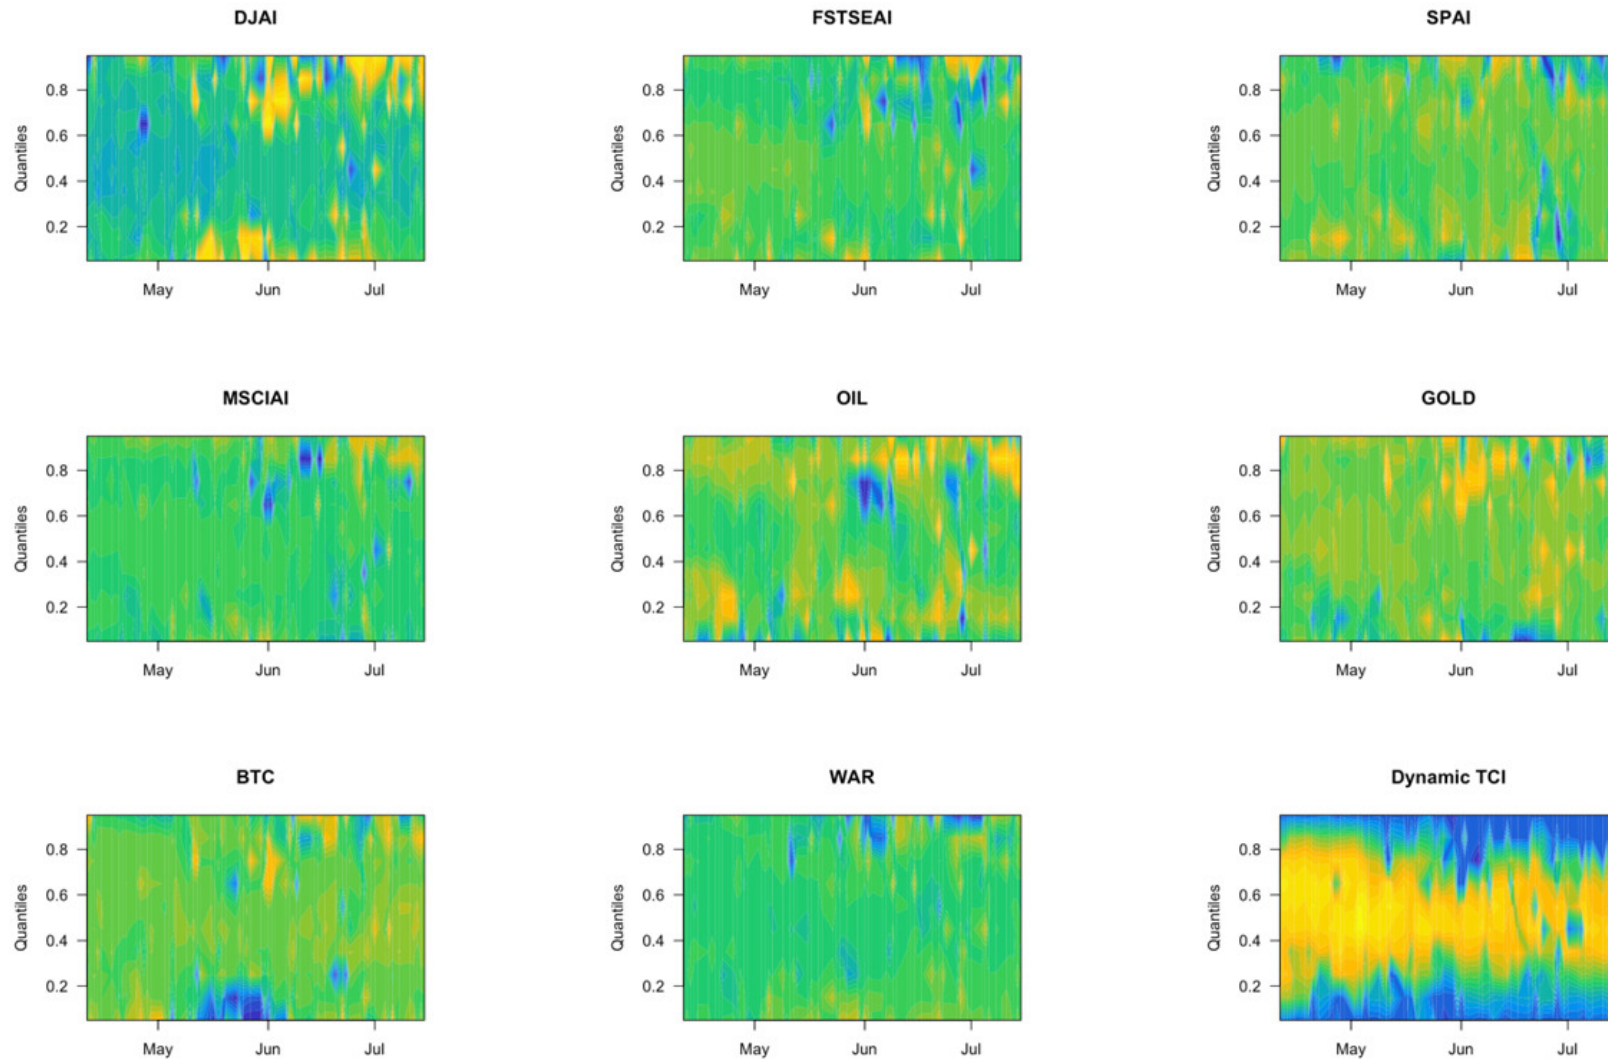 DJAI
FSTSEAI
SPAI
Quantiles
0.8
0.6
0.4
0.2
May
Jun
Jul
Quantiles
0.8
0.6
0.4
0.2
May
Jun
Jul
Quantiles
0.8
0.6
0.4
0.2
May
Jun
Jul
MSCIAI
OIL
GOLD
Quantiles
0.8
0.6
0.4
0.2
May
Jun
Jul
Quantiles
0.8
0.6
0.4
0.2
May
Jun
Jul
Quantiles
0.8
0.6
0.4
0.2
May
Jun
Jul
BTC
WAR
Dynamic TCI
Quantiles
0.8
0.6
0.4
0.2
May
Jun
Jul
Quantiles
0.8
0.6
0.4
0.2
May
Jun
Jul
Quantiles
0.8
0.6
0.4
0.2
May
Jun
Jul